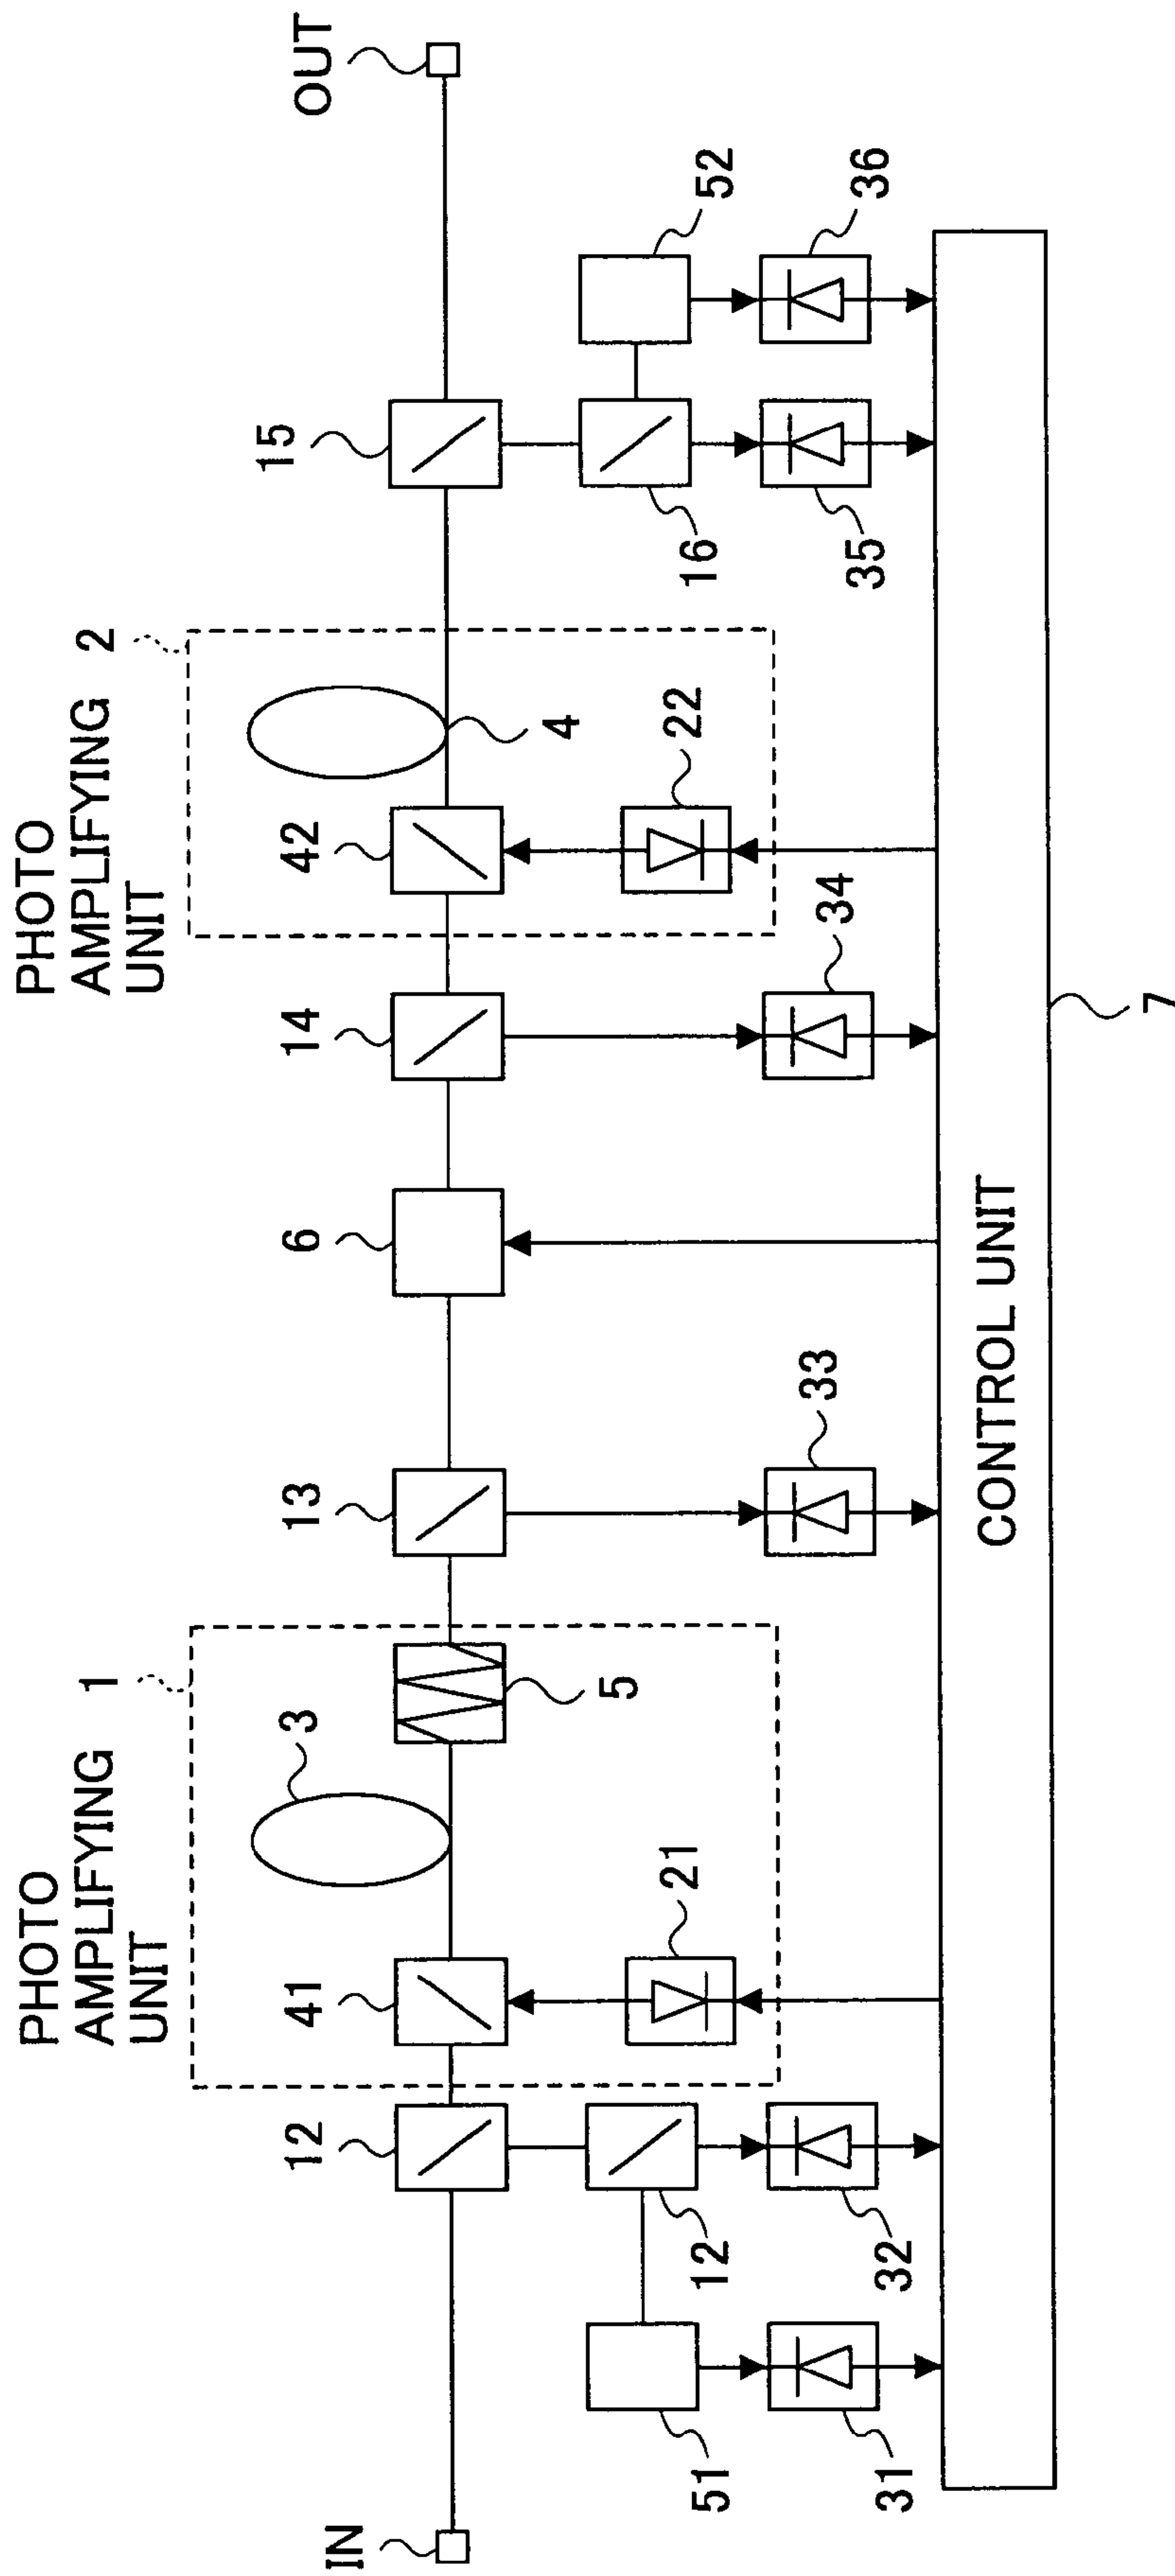 PHOTO
AMPLIFYING 1
UNIT
PHOTO
AMPLIFYING 2
UNIT
IN
12
41
3
5
13
6
14
42
4
15
OUT
51
12
21
22
16
52
31
32
33
34
35
36
CONTROL UNIT
7